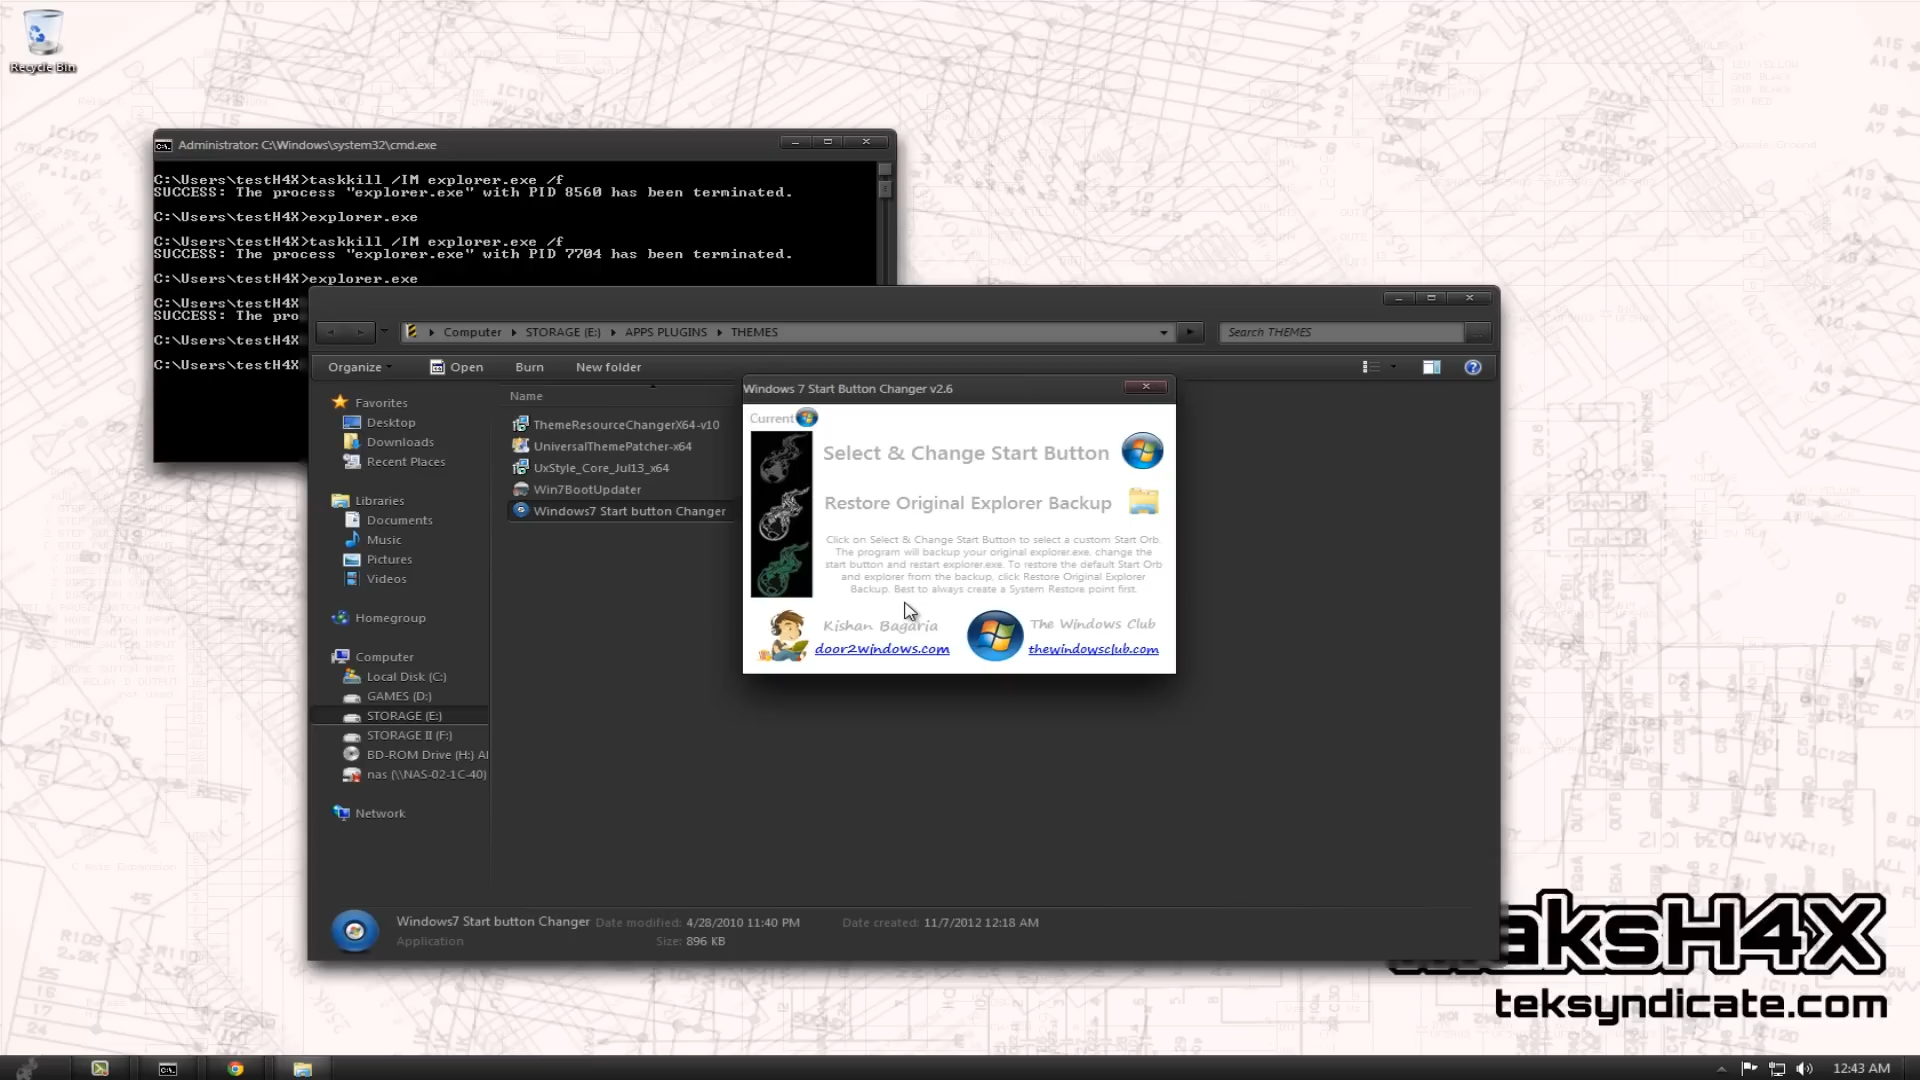 Recycle Bin
Administrator: C:\Windows\system32\cmd.exe
C:\Users\testH4X>taskkill /IM explorer.exe /f
SUCCESS: The process "explorer.exe" with PID 8560 has been terminated.
C:\Users\testH4X>explorer.exe
C:\Users\testH4X>taskkill /IM explorer.exe /f
SUCCESS: The process "explorer.exe" with PID 7704 has been terminated.
C:\Users\testH4X>explorer.exe
C:\Users\testH4X
SUCCESS: The pro
C:\Users\testH4X
C:\Users\testH4X
Computer STORAGE (E:) APPS PLUGINS THEMES
Search THEMES
Organize Open Burn New folder
Favorites
Desktop
Downloads
Recent Places
Libraries
Documents
Music
Pictures
Videos
Homegroup
Computer
Local Disk (C:)
GAMES (D:)
STORAGE (E:)
STORAGE II (F:)
BD-ROM Drive (H:) Al
nas (\\NAS-02-1C-40)
Network
Name
ThemeResourceChangerX64-v10
UniversalThemePatcher-x64
UxStyle_Core_Jul13_x64
Win7BootUpdater
Windows7 Start button Changer
Windows 7 Start Button Changer v2.6
Current
Select & Change Start Button
Restore Original Explorer Backup
Click on Select & Change Start Button to select a custom Start Orb.
The program will backup your original explorer.exe, change the
start button and restart explorer.exe. To restore the default Start Orb
and explorer from the backup, click Restore Original Explorer
Backup. Best to always create a System Restore point first.
Kishan Bagaria
door2windows.com
The Windows Club
thewindowsclub.com
Windows7 Start button Changer Date modified: 4/28/2010 11:40 PM Date created: 11/7/2012 12:18 AM
Application Size: 896 KB
aksH4X
teksyndicate.com
12:43 AM